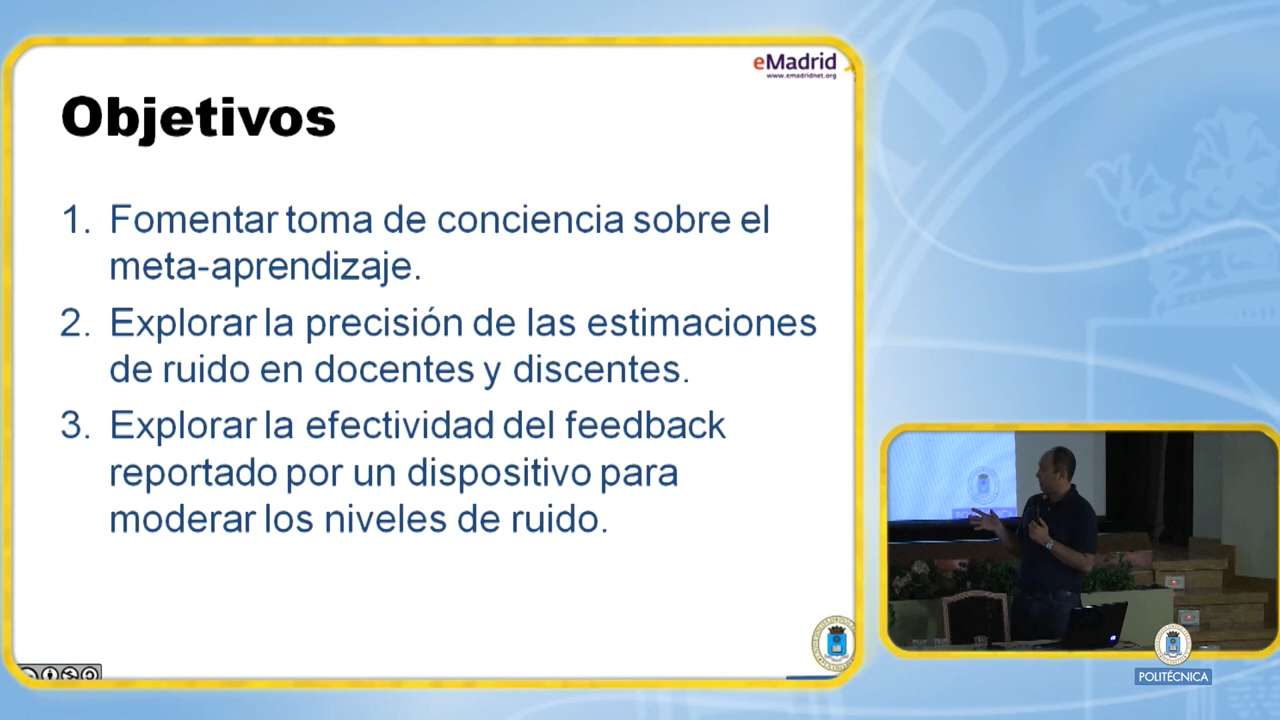 eMadrid
www.emadridnet.org
Objetivos
1. Fomentar toma de conciencia sobre el
meta-aprendizaje.
2. Explorar la precisión de las estimaciones
de ruido en docentes y discentes.
3. Explorar la efectividad del feedback
reportado por un dispositivo para
moderar los niveles de ruido.
POLITÉCNICA
POLITÉCNICA